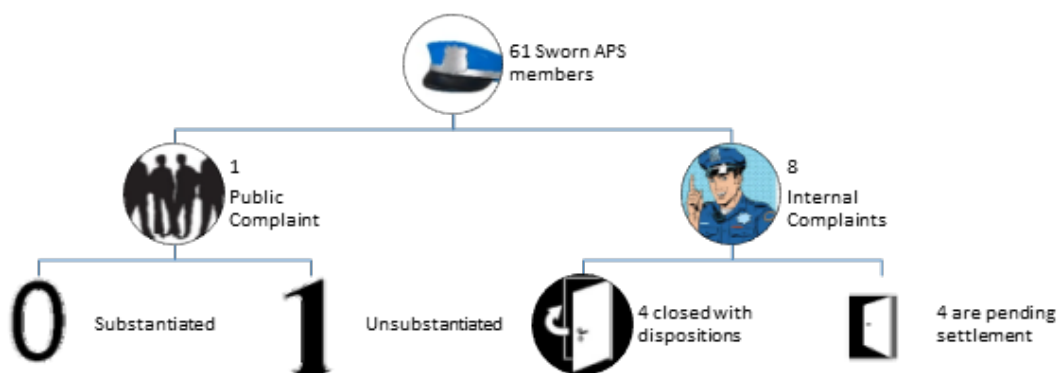 61 Sworn APS
members
1
Public
Complaint
8
Internal
Complaints
0
Substantiated
1
Unsubstantiated
4 closed with
dispositions
4 are pending
settlement